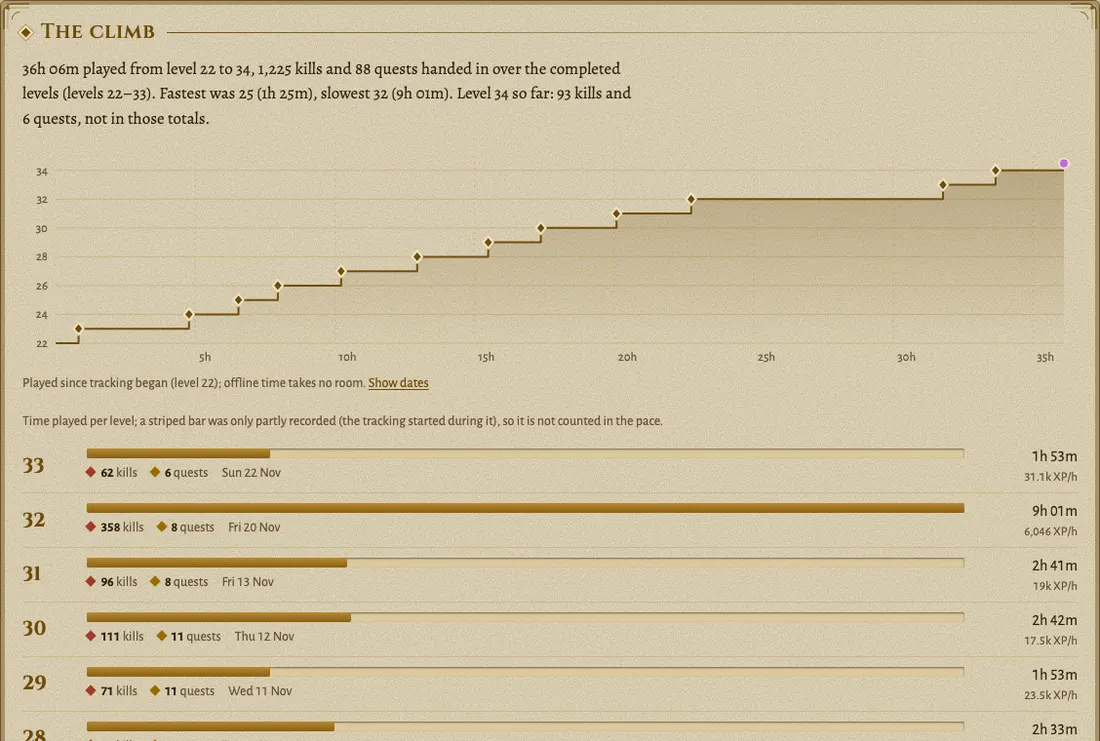 The climb
36h 06m played from level 22 to 34, 1,225 kills and 88 quests handed in over the completed
levels (levels 22–33). Fastest was 25 (1h 25m), slowest 32 (9h 01m). Level 34 so far: 93 kills and
6 quests, not in those totals.
34
32
30
28
26
24
22
5h 10h 15h 20h 25h 30h 35h
Played since tracking began (level 22); offline time takes no room. Show dates
Time played per level; a striped bar was only partly recorded (the tracking started during it), so it is not counted in the pace.
33 1h 53m
62 kills 6 quests Sun 22 Nov 31.1k XP/h
32 9h 01m
358 kills 8 quests Fri 20 Nov 6,046 XP/h
31 2h 41m
96 kills 8 quests Fri 13 Nov 19k XP/h
30 2h 42m
111 kills 11 quests Thu 12 Nov 17.5k XP/h
29 1h 53m
71 kills 11 quests Wed 11 Nov 23.5k XP/h
28 2h 33m